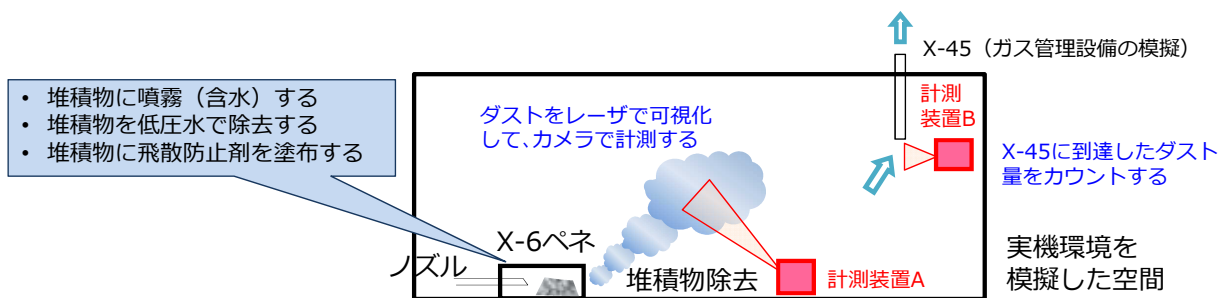 • 堆積物に噴霧（含水）する
• 堆積物を低圧水で除去する
• 堆積物に飛散防止剤を塗布する
ダストをレーザで可視化
して、カメラで計測する
X-45（ガス管理設備の模擬）
計測
装置B
X-45に到達したダスト
量をカウントする
X-6ペネ
ノズル
堆積物除去
計測装置A
実機環境を
模擬した空間